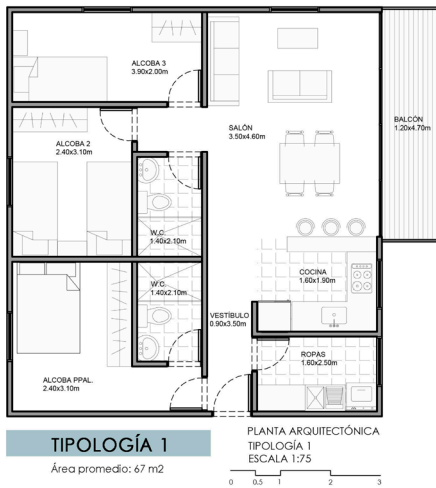 ALCOBA 3
3.90x2.00m
ALCOBA 2
2.40x3.10m
SALÓN
3.50x4.60m
BALCÓN
1.20x4.70m
W.C.
1.40x2.10m
W.C.
1.40x2.10m
COCINA
1.60x1.90m
VESTÍBULO
0.90x3.50m
ROPAS
1.60x2.50m
ALCOBA PPAL.
2.40x3.10m
TIPOLOGÍA 1
Área promedio: 67 m2
PLANTA ARQUITECTÓNICA
TIPOLOGÍA 1
ESCALA 1:75
0 0.5 1 2 3